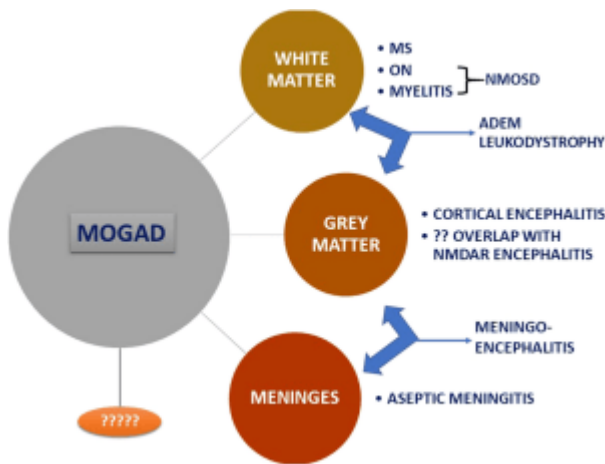 WHITE
MATTER
• MS
• ON
• MYELITIS
NMOSD
ADEM
LEUKODYSTROPHY
MOGAD
GREY
MATTER
• CORTICAL ENCEPHALITIS
• ?? OVERLAP WITH
NMDAR ENCEPHALITIS
MENINGO-
ENCEPHALITIS
MENINGES
• ASEPTIC MENINGITIS
?????